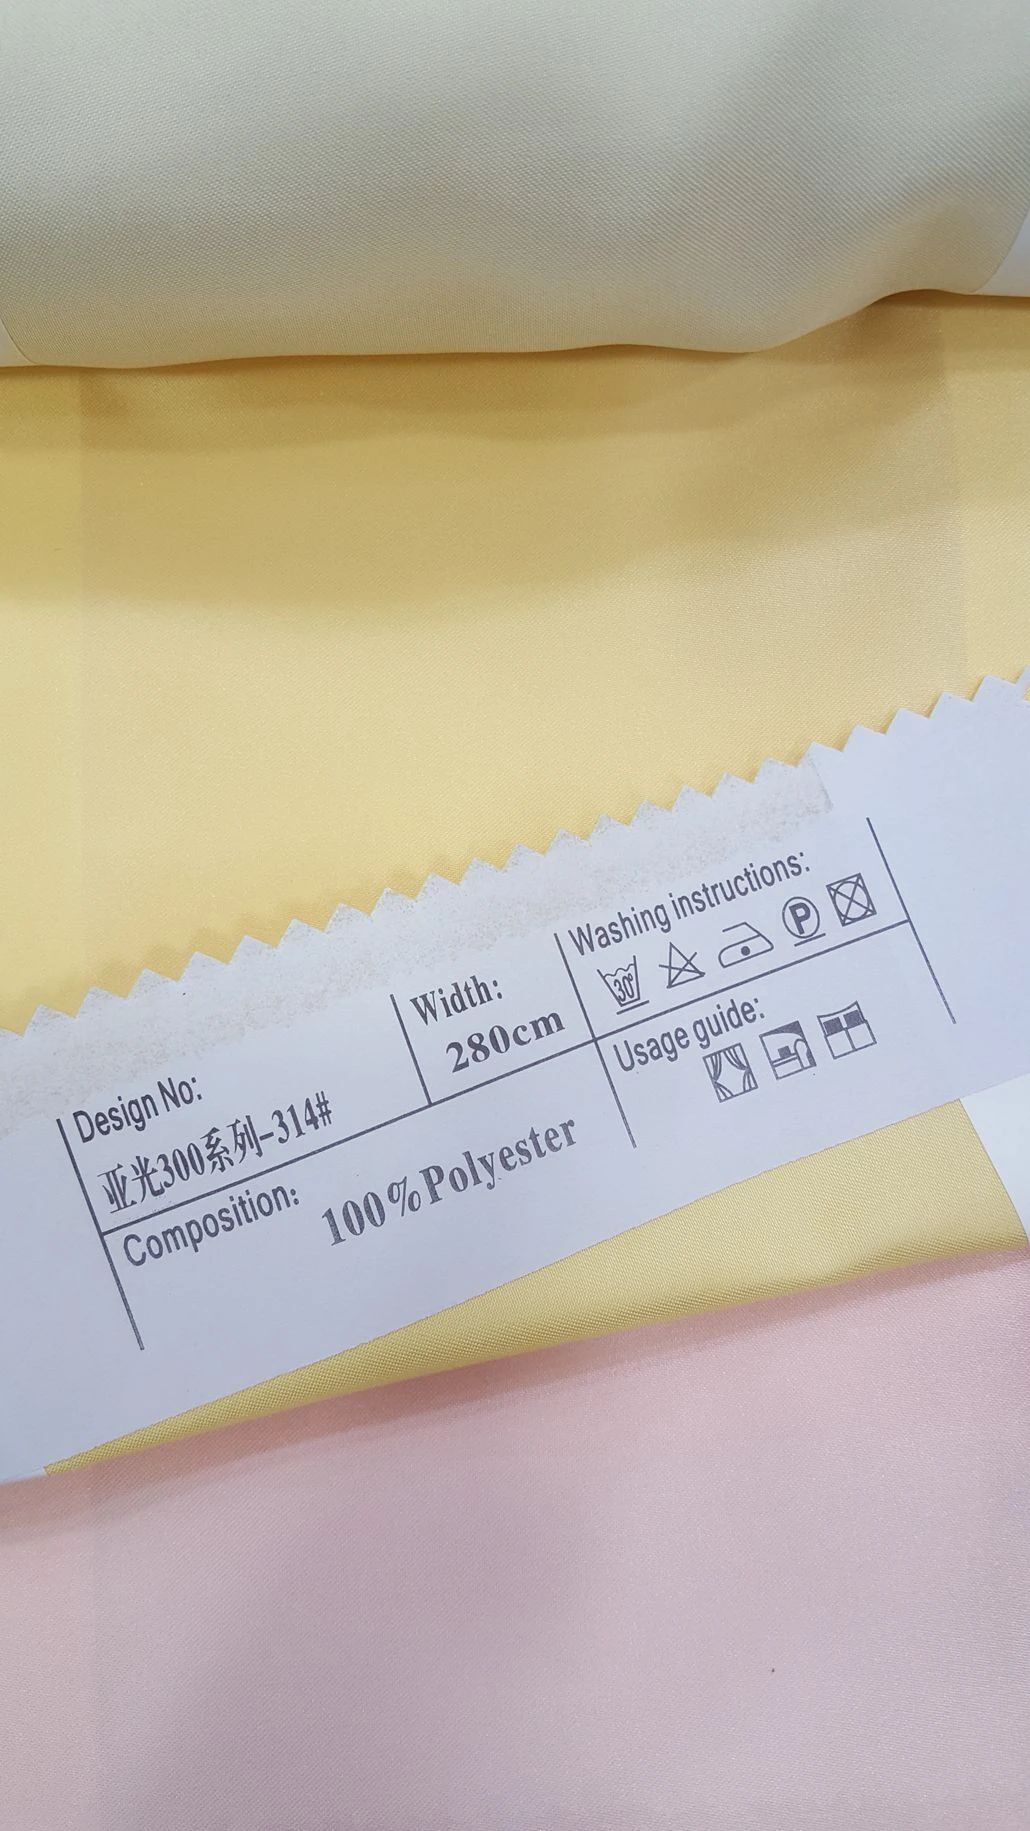 Design No:
亚光300系列-314#
Width:
280cm
Washing instructions:
30°
P
Composition:
100%Polyester
Usage guide: